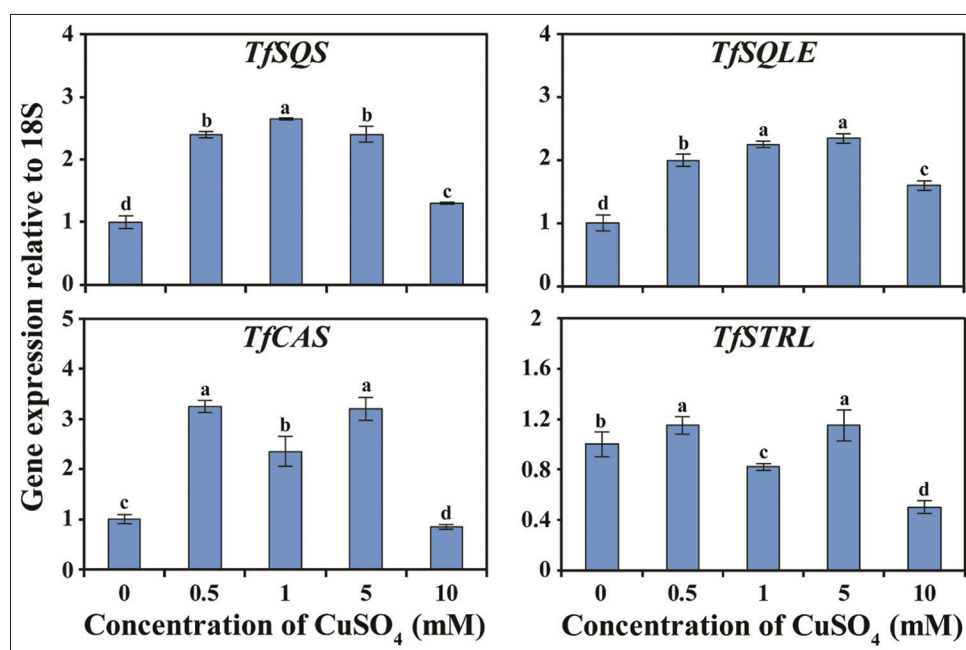 Gene expression relative to 18S
TfSQS
4
3
2
1
0
d
b
a
b
c
TfSQLE
4
3
2
1
0
d
b
a
a
c
TfCAS
5
4
3
2
1
0
c
a
b
a
d
0 0.5 1 5 10
Concentration of CuSO4 (mM)
TfSTRL
2
1.6
1.2
0.8
0.4
0
b
a
c
a
d
0 0.5 1 5 10
Concentration of CuSO4 (mM)